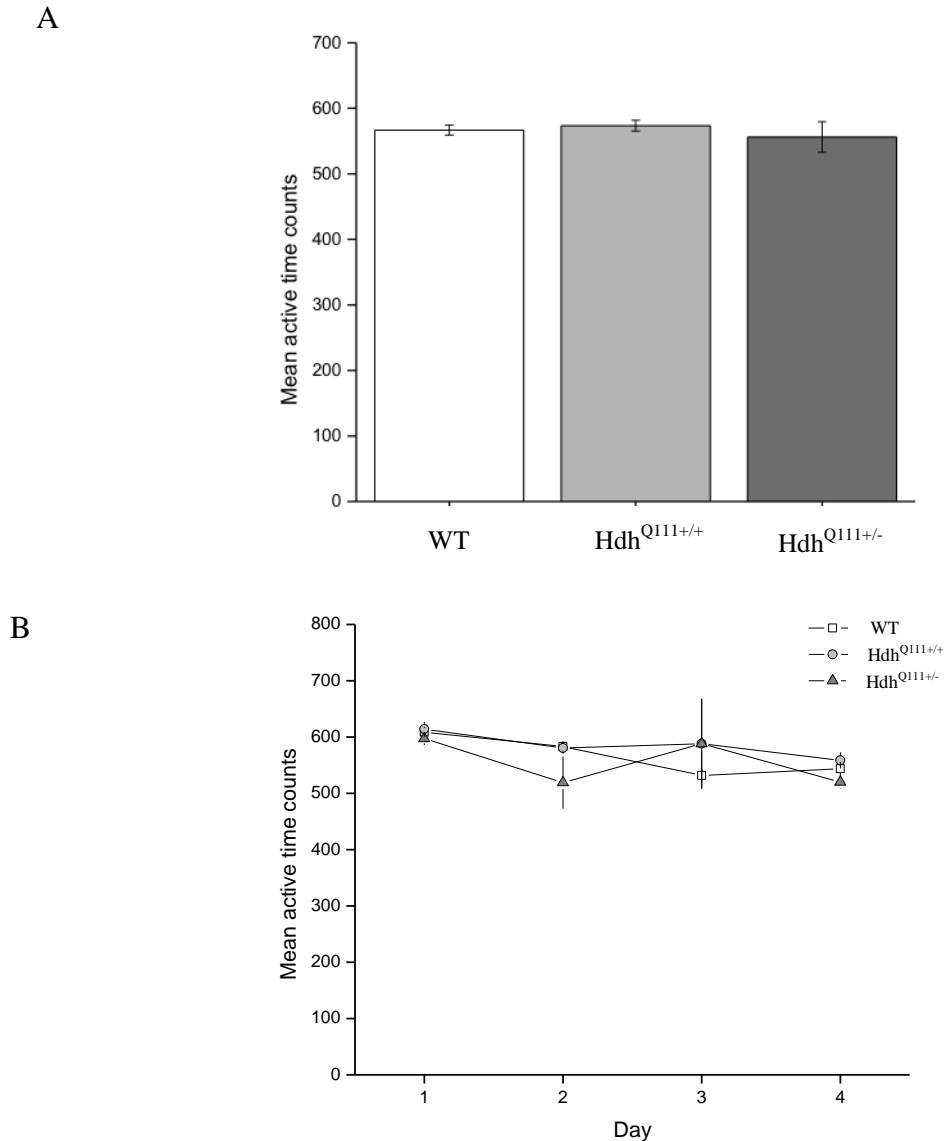 A
700
600
500
400
300
200
100
0
Mean active time counts
WT
Hdh^Q111+/+
Hdh^Q111+/-
B
800
700
600
500
400
300
200
100
0
Mean active time counts
WT
Hdh^Q111+/+
Hdh^Q111+/-
1 2 3 4
Day